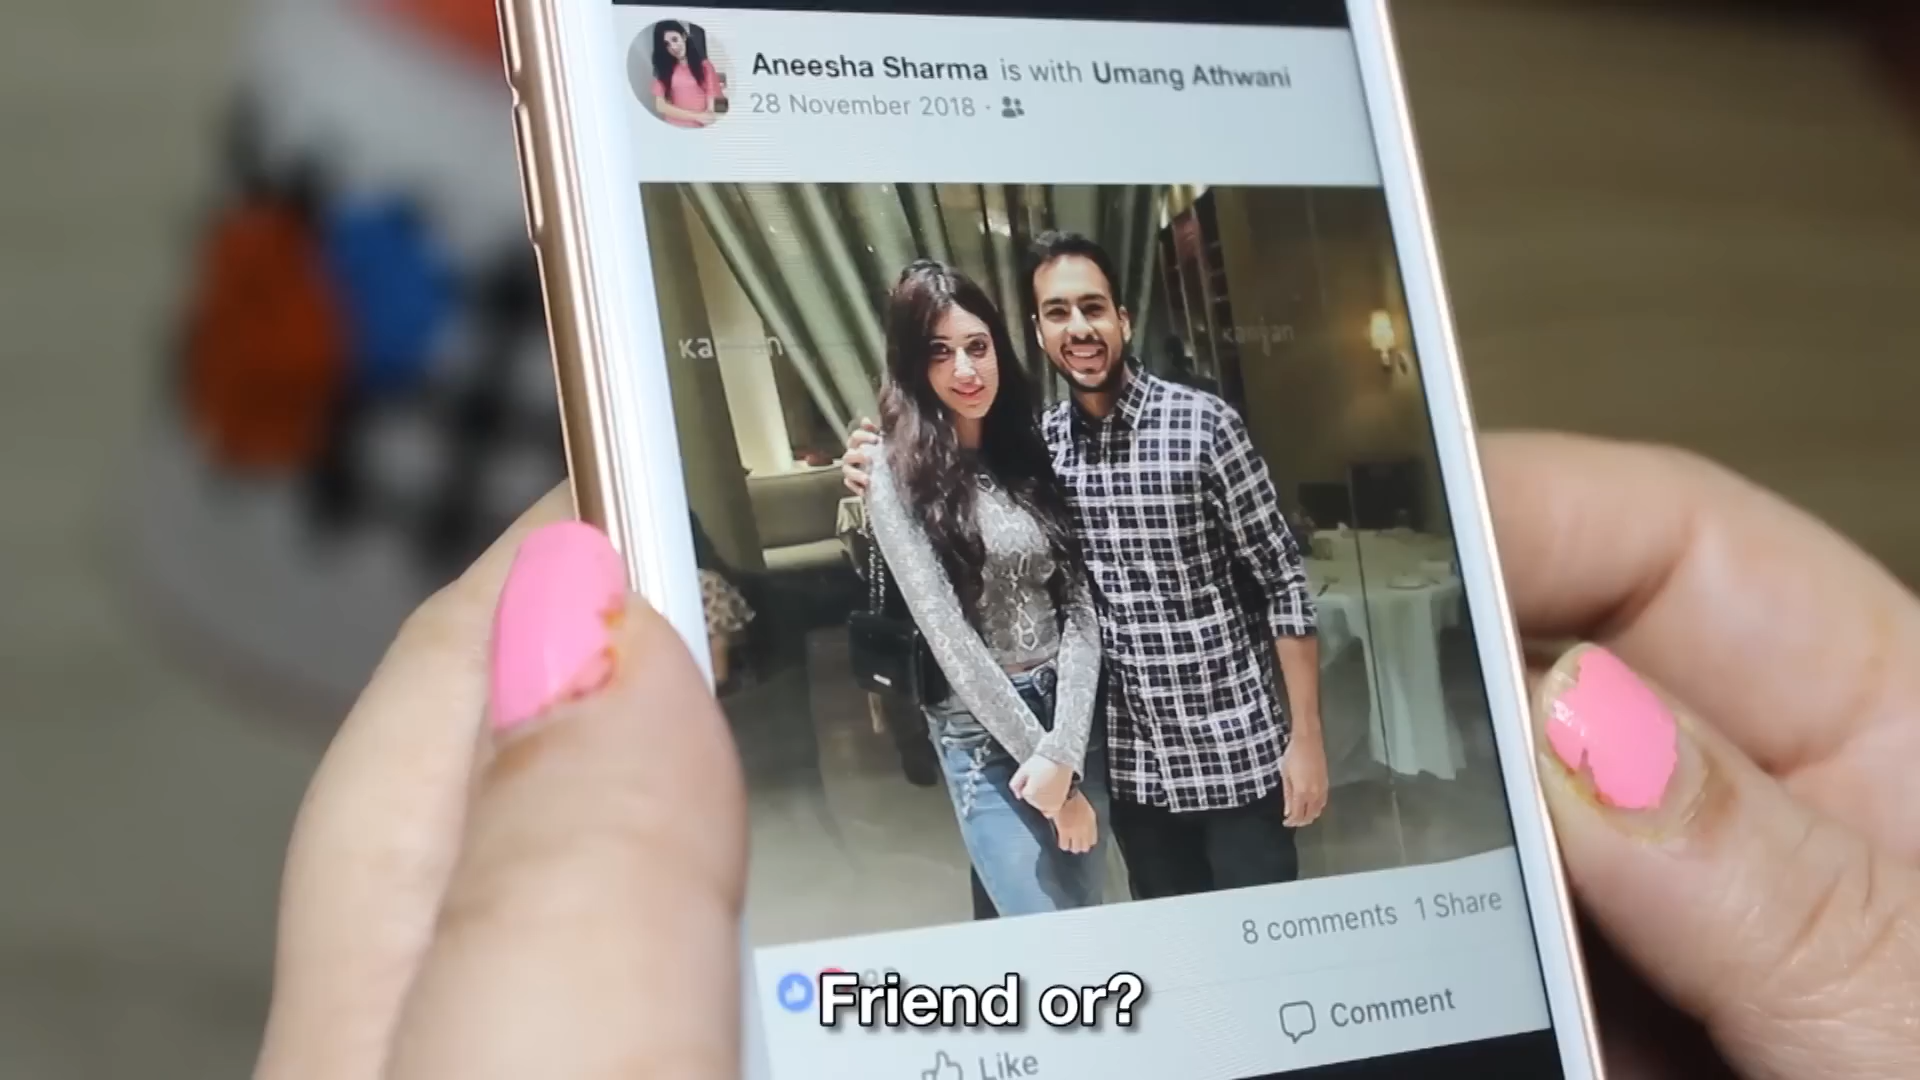 Aneesha Sharma is with Umang Athwani
28 November 2018 ·
8 comments 1 Share
Friend or?
Comment
Like